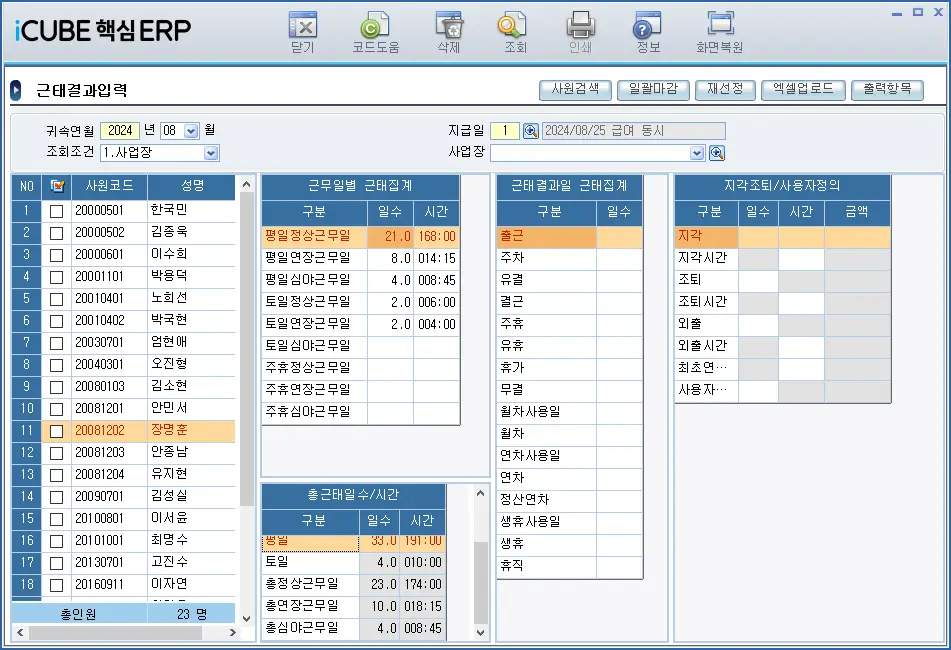 iCUBE 핵심ERP
닫기 코드도움 삭제 조회 인쇄 정보 화면복원
근태결과입력
사원검색 일괄마감 재선정 엑셀업로드 출력항목
귀속연월 2024 년 08 월 지급일 1 2024/08/25 급여 동시
조회조건 1.사업장 사업장
NO 사원코드 성명
1 20000501 한국민
2 20000502 김종욱
3 20000601 이수희
4 20001101 박용덕
5 20010401 노희선
6 20010402 박국현
7 20030701 엄현애
8 20040301 오진형
9 20080103 김소현
10 20081201 안민서
11 20081202 장명훈
12 20081203 안종남
13 20081204 유지현
14 20090701 김성실
15 20100801 이서윤
16 20101001 최명수
17 20130701 고진수
18 20160911 이자연
총인원 23 명
근무일별 근태집계
구분 일수 시간
평일정상근무일 21.0 168:00
평일연장근무일 8.0 014:15
평일심야근무일 4.0 008:45
토일정상근무일 2.0 006:00
토일연장근무일 2.0 004:00
토일심야근무일
주휴정상근무일
주휴연장근무일
주휴심야근무일
총근태일수/시간
구분 일수 시간
평일 33.0 191:00
토일 4.0 010:00
총정상근무일 23.0 174:00
총연장근무일 10.0 018:15
총심야근무일 4.0 008:45
근태결과일 근태집계
구분 일수
출근
주차
유결
결근
주휴
유휴
휴가
무결
월차사용일
월차
연차사용일
연차
정산연차
생휴사용일
생휴
휴직
지각조퇴/사용자정의
구분 일수 시간 금액
지각
지각시간
조퇴
조퇴시간
외출
외출시간
최초연…
사용자…